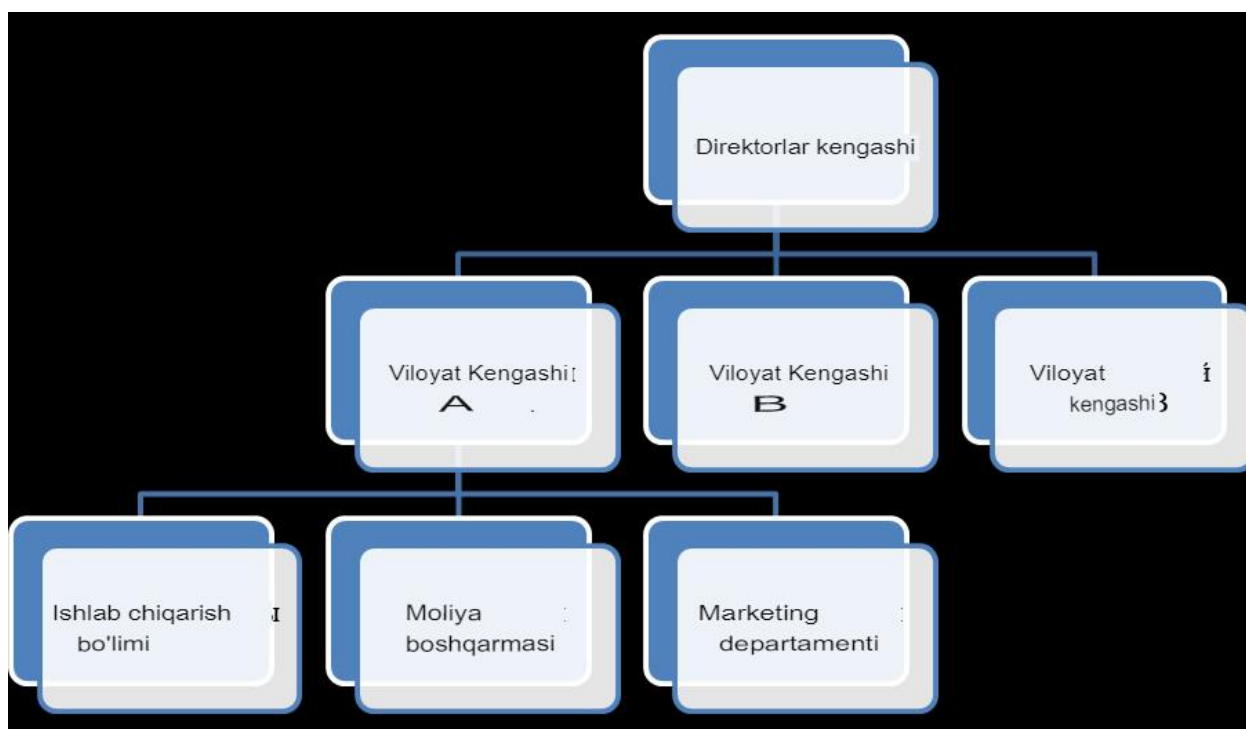 Direktorlar kengashi
Viloyat Kengashi
A
Viloyat Kengashi
B
Viloyat
kengashi
Ishlab chiqarish
bo'limi
Moliya
boshqarmasi
Marketing
departamenti